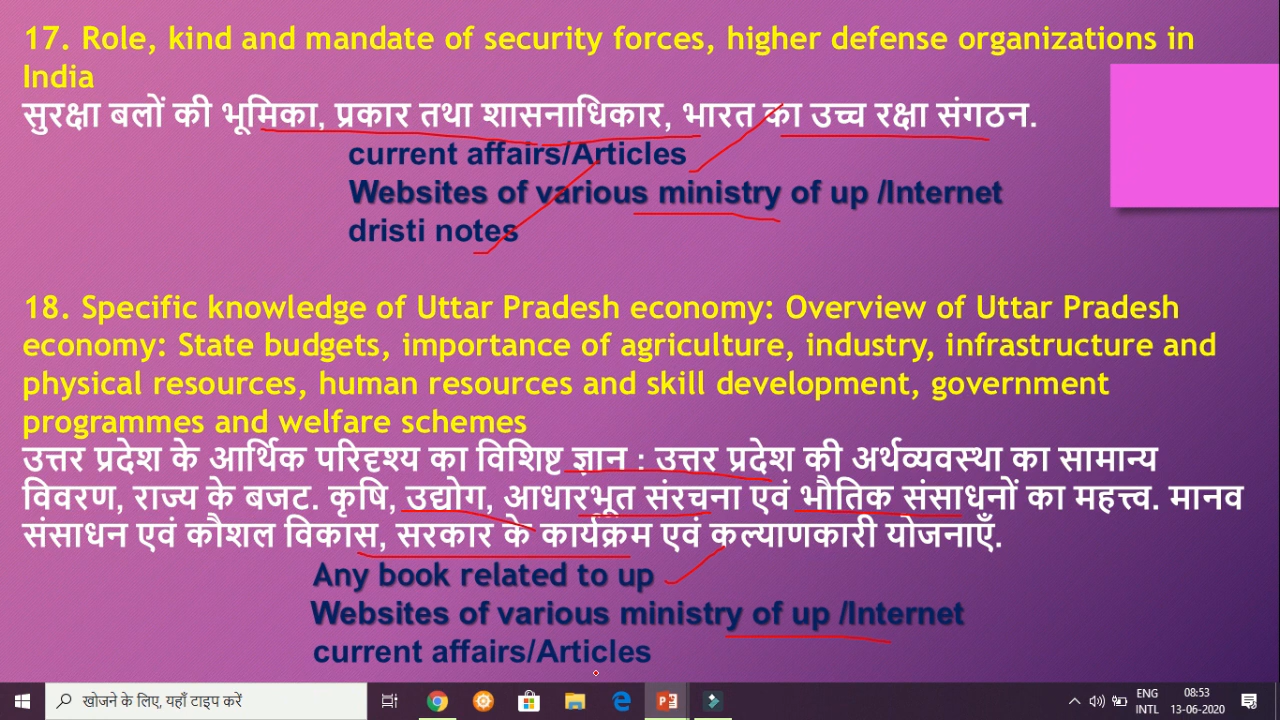 17. Role, kind and mandate of security forces, higher defense organizations in
India
सुरक्षा बलों की भूमिका, प्रकार तथा शासनाधिकार, भारत का उच्च रक्षा संगठन.
current affairs/Articles
Websites of various ministry of up /Internet
dristi notes
18. Specific knowledge of Uttar Pradesh economy: Overview of Uttar Pradesh
economy: State budgets, importance of agriculture, industry, infrastructure and
physical resources, human resources and skill development, government
programmes and welfare schemes
उत्तर प्रदेश के आर्थिक परिदृश्य का विशिष्ट ज्ञान : उत्तर प्रदेश की अर्थव्यवस्था का सामान्य
विवरण, राज्य के बजट. कृषि, उद्योग, आधारभूत संरचना एवं भौतिक संसाधनों का महत्त्व. मानव
संसाधन एवं कौशल विकास, सरकार के कार्यक्रम एवं कल्याणकारी योजनाएँ.
Any book related to up
Websites of various ministry of up /Internet
current affairs/Articles
खोजने के लिए, यहाँ टाइप करें
ENG 08:53
INTL 13-06-2020